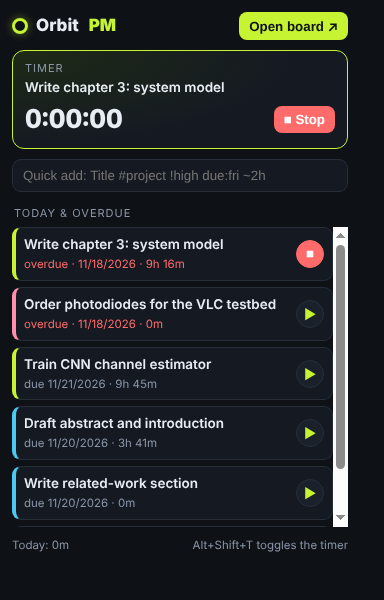 Orbit PM
Open board ↗
TIMER
Write chapter 3: system model
0:00:00
Stop
Quick add: Title #project !high due:fri ~2h
TODAY & OVERDUE
Write chapter 3: system model
overdue · 11/18/2026 · 9h 16m
Order photodiodes for the VLC testbed
overdue · 11/18/2026 · 0m
Train CNN channel estimator
due 11/21/2026 · 9h 45m
Draft abstract and introduction
due 11/20/2026 · 3h 41m
Write related-work section
due 11/20/2026 · 0m
Today: 0m
Alt+Shift+T toggles the timer